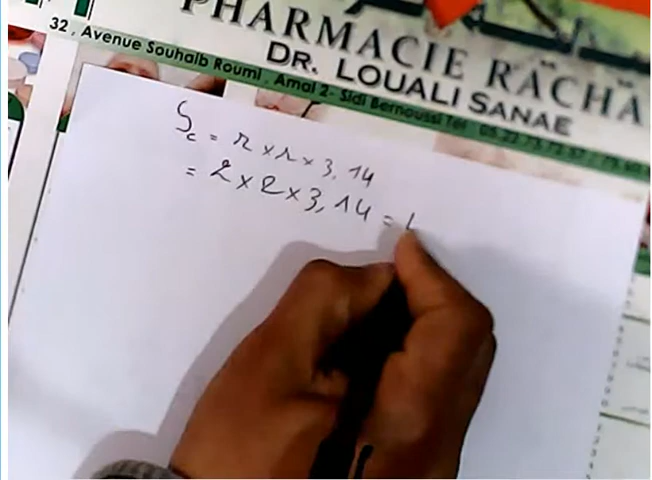 PHARMACIE RACHA
32, Avenue Souhaib Roumi, Amal 2- Sidi Bernoussi Tél
DR. LOUALI SANAE
Sc = r × r × 3,14
= 2 × 2 × 3,14 =